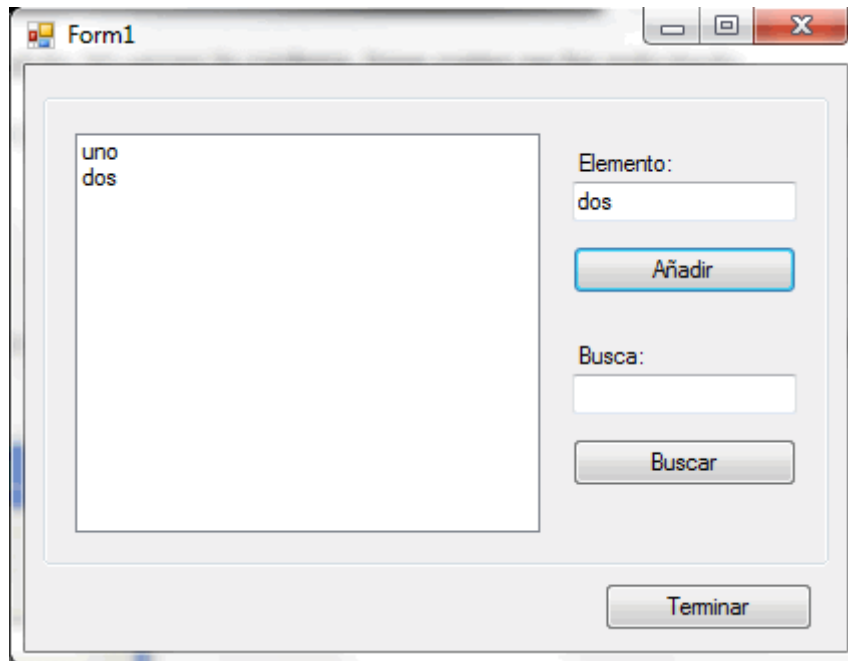 Form1
uno
dos
Elemento:
dos
Añadir
Busca:
Buscar
Terminar